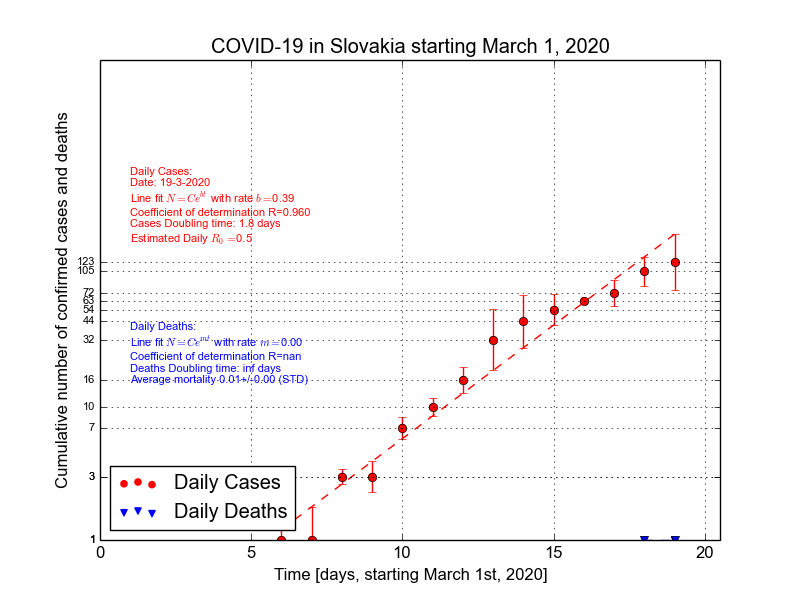 COVID-19 in Slovakia starting March 1, 2020
Cumulative number of confirmed cases and deaths
Daily Cases:
Date: 19-3-2020
Line fit N=Ce^{bt} with rate b=0.39
Coefficient of determination R=0.960
Cases Doubling time: 1.8 days
Estimated Daily R_0=0.5
123
105
72
63
54
44
32
16
10
7
3
1
Daily Deaths:
Line fit N=Ce^{mt} with rate m=0.00
Coefficient of determination R=nan
Deaths Doubling time: inf days
Average mortality 0.01+/-0.00 (STD)
Daily Cases
Daily Deaths
0 5 10 15 20
Time [days, starting March 1st, 2020]